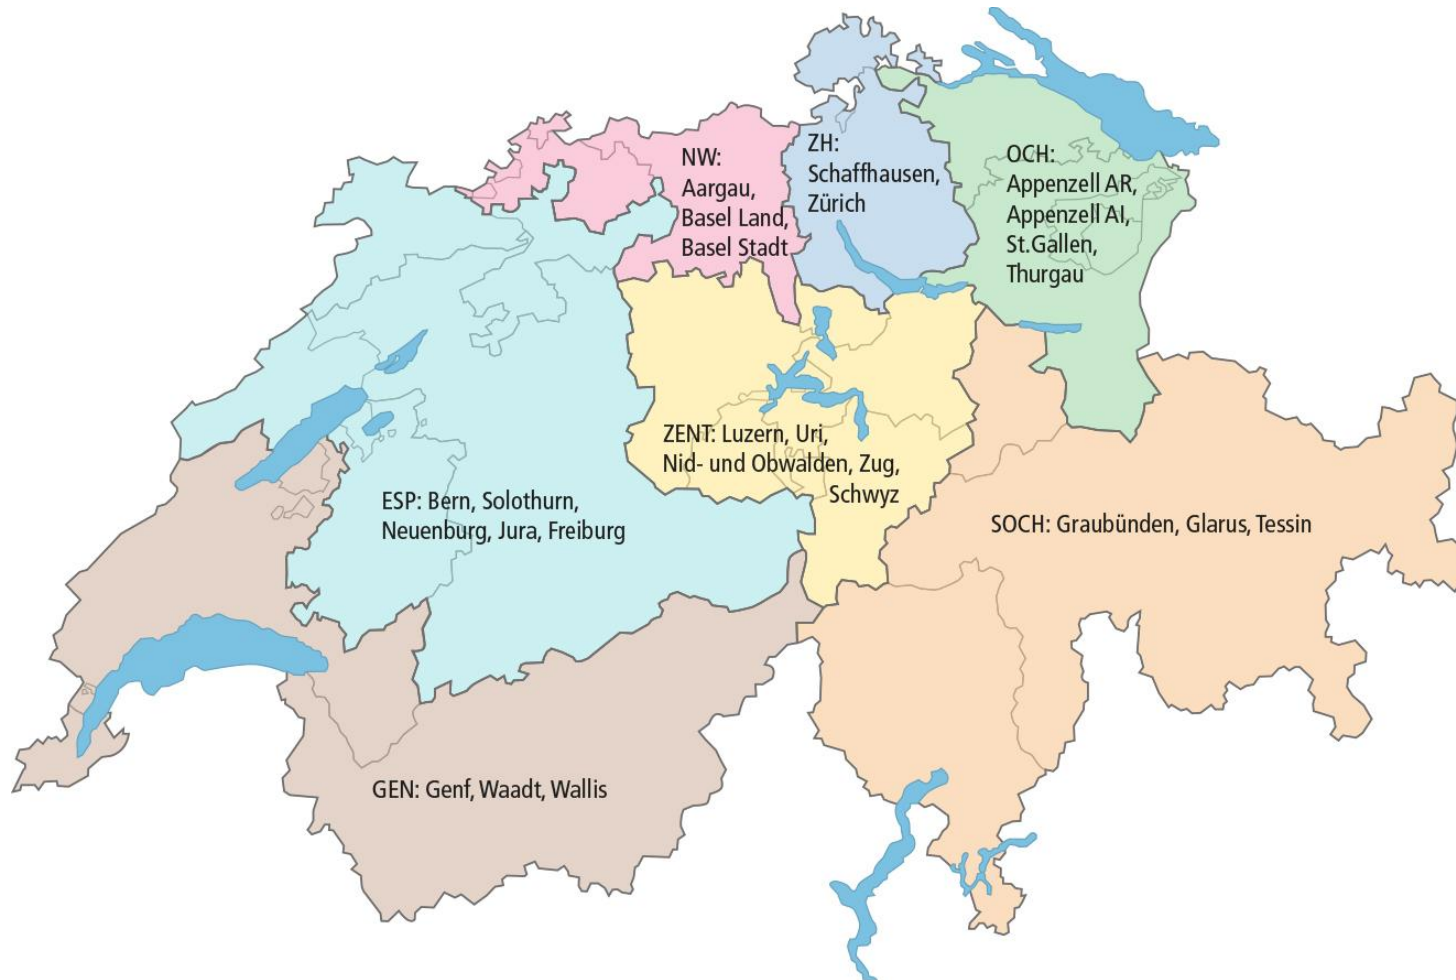 NW:
Aargau,
Basel Land,
Basel Stadt
ZH:
Schaffhausen,
Zürich
OCH:
Appenzell AR,
Appenzell AI,
St.Gallen,
Thurgau
ZENT: Luzern, Uri,
Nid- und Obwalden, Zug,
Schwyz
ESP: Bern, Solothurn,
Neuenburg, Jura, Freiburg
SOCH: Graubünden, Glarus, Tessin
GEN: Genf, Waadt, Wallis